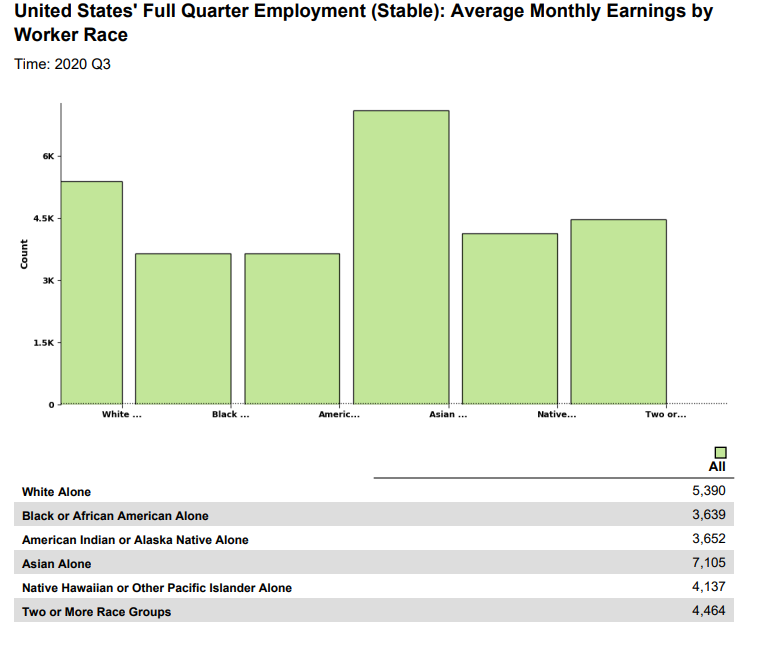 United States' Full Quarter Employment (Stable): Average Monthly Earnings by
Worker Race
Time: 2020 Q3
6K
4.5K
Count
3K
1.5K
0
White ...
Black ...
Americ...
Asian ...
Native...
Two or...
All
White Alone 5,390
Black or African American Alone 3,639
American Indian or Alaska Native Alone 3,652
Asian Alone 7,105
Native Hawaiian or Other Pacific Islander Alone 4,137
Two or More Race Groups 4,464